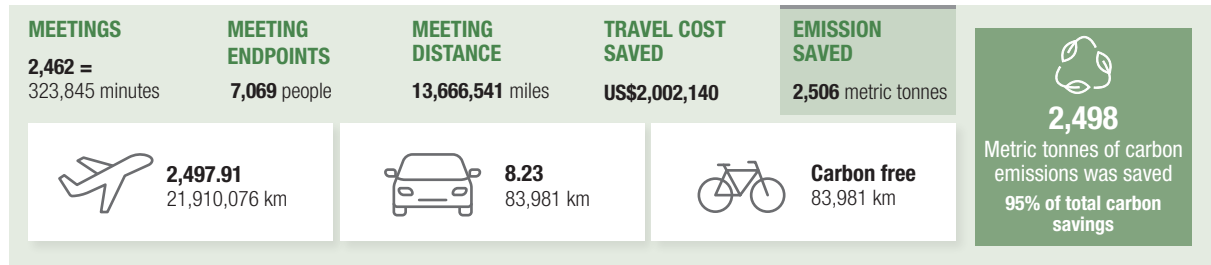 MEETINGS
2,462 =
323,845 minutes
MEETING
ENDPOINTS
7,069 people
MEETING
DISTANCE
13,666,541 miles
TRAVEL COST
SAVED
US$2,002,140
EMISSION
SAVED
2,506 metric tonnes
2,497.91
21,910,076 km
8.23
83,981 km
Carbon free
83,981 km
2,498
Metric tonnes of carbon
emissions was saved
95% of total carbon
savings